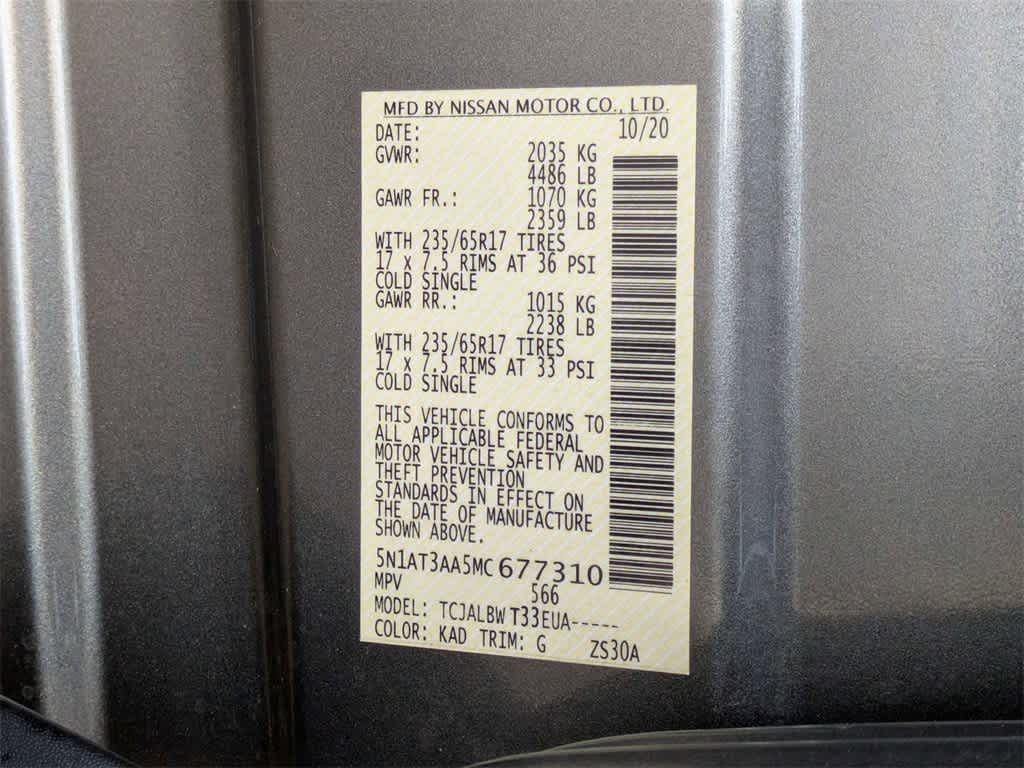 MFD BY NISSAN MOTOR CO., LTD.
DATE: 10/20
GVWR: 2035 KG
4486 LB
GAWR FR.: 1070 KG
2359 LB
WITH 235/65R17 TIRES
17 X 7.5 RIMS AT 36 PSI
COLD SINGLE
GAWR RR.: 1015 KG
2238 LB
WITH 235/65R17 TIRES
17 X 7.5 RIMS AT 33 PSI
COLD SINGLE
THIS VEHICLE CONFORMS TO
ALL APPLICABLE FEDERAL
MOTOR VEHICLE SAFETY AND
THEFT PREVENTION
STANDARDS IN EFFECT ON
THE DATE OF MANUFACTURE
SHOWN ABOVE.
5N1AT3AA5MC677310
MPV 566
MODEL: TCJALBW T33EUA-----
COLOR: KAD TRIM: G ZS30A